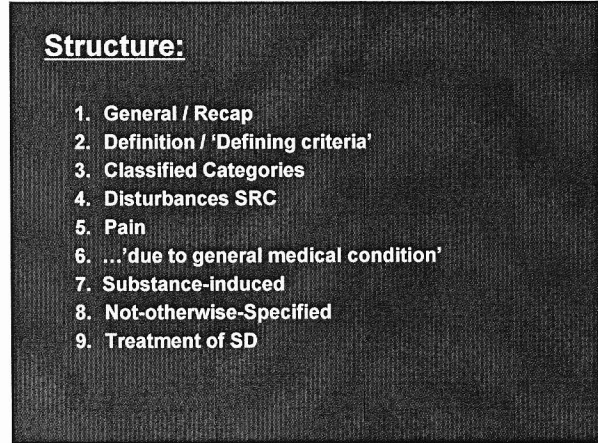 Structure:
1. General / Recap
2. Definition / ‘Defining criteria’
3. Classified Categories
4. Disturbances SRC
5. Pain
6. …’due to general medical condition’
7. Substance-induced
8. Not-otherwise-Specified
9. Treatment of SD